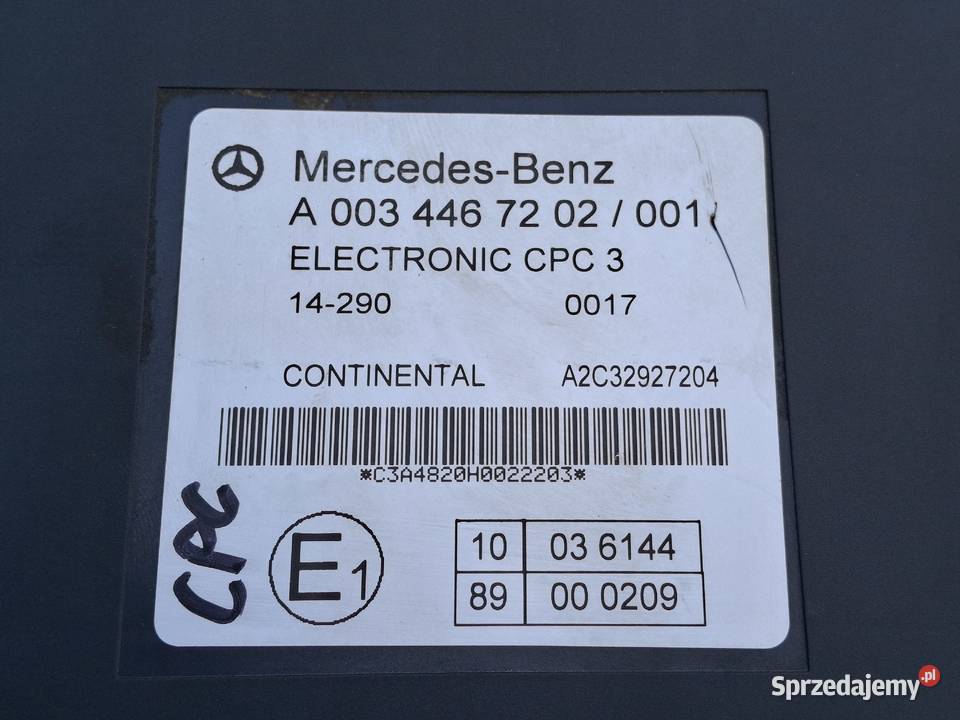 Mercedes-Benz
A 003 446 72 02 / 001
ELECTRONIC CPC 3
14-290 0017
CONTINENTAL A2C32927204
*C3A4820H0022203*
CPC
E1
10 03 6144
89 00 0209
Sprzedajemy.pl